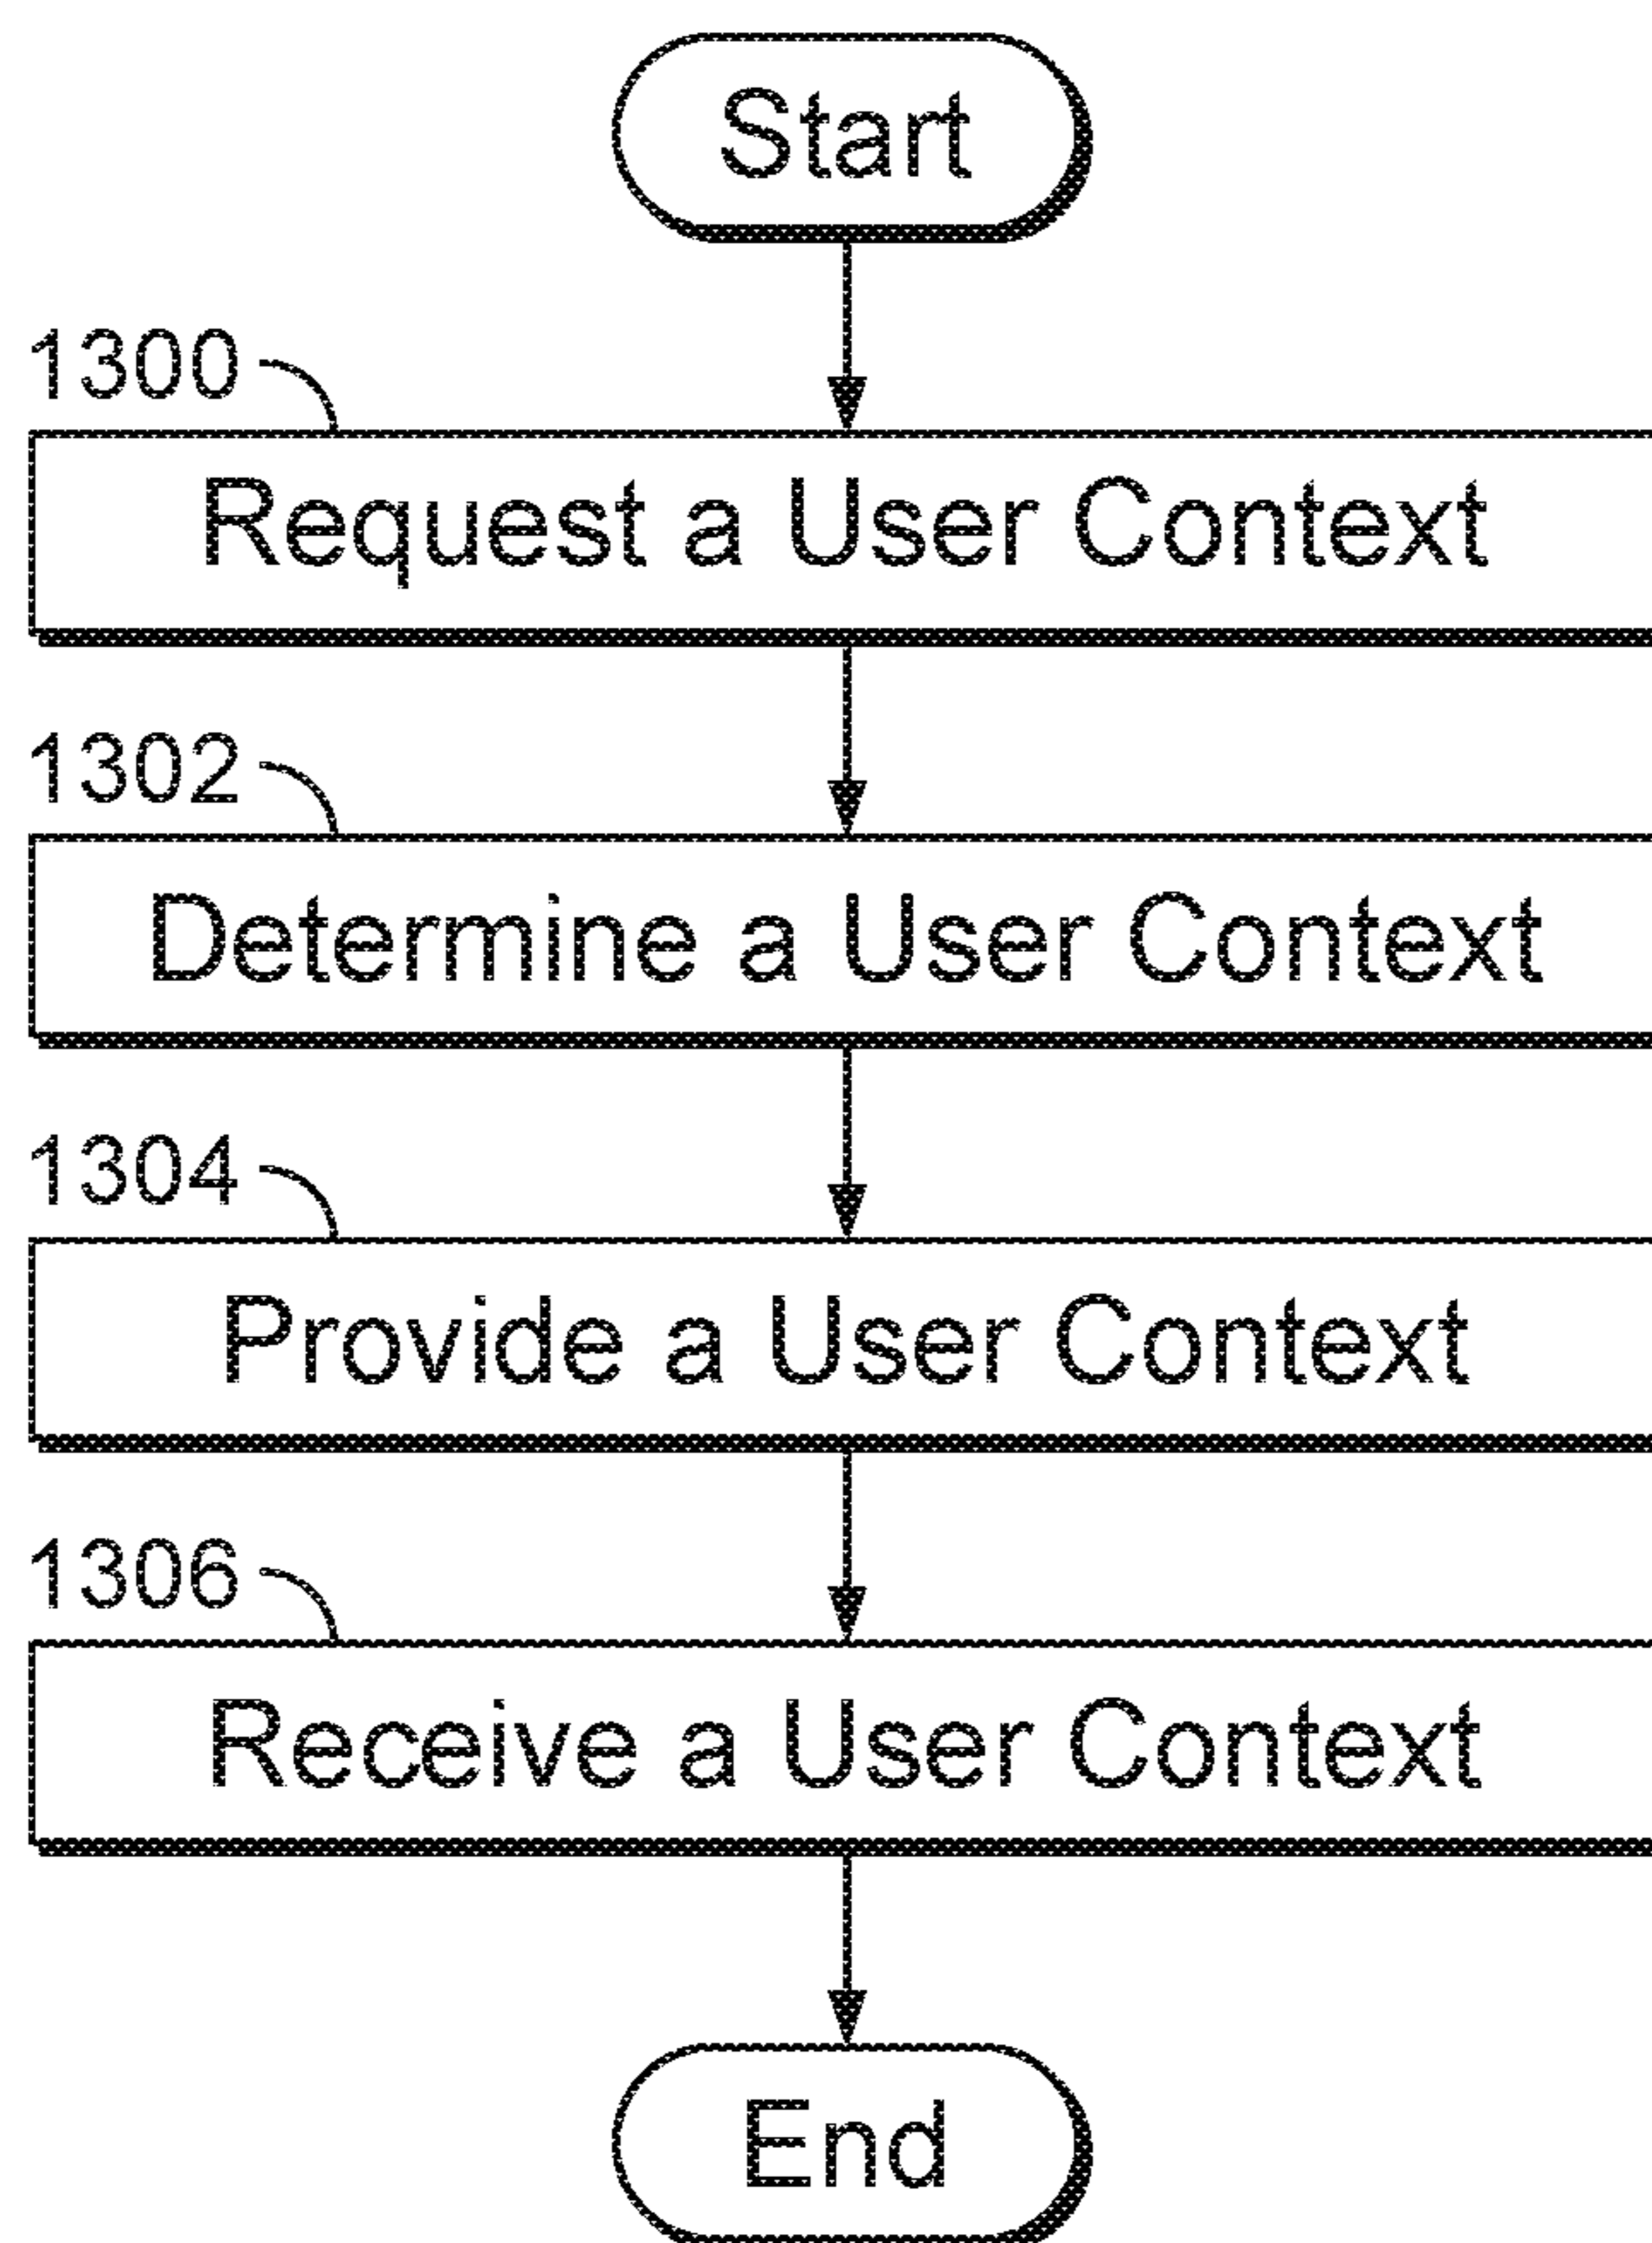 Start
1300
Request a User Context
1302
Determine a User Context
1304
Provide a User Context
1306
Receive a User Context
End